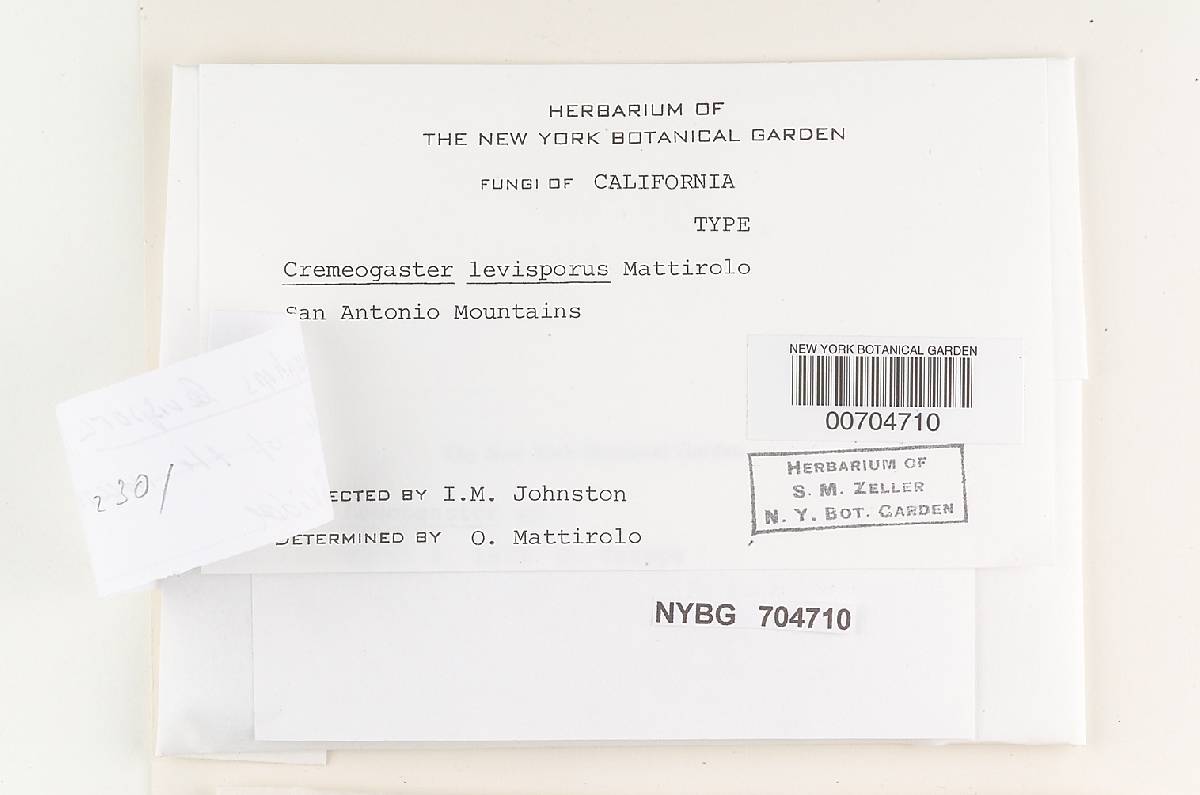 HERBARIUM OF
THE NEW YORK BOTANICAL GARDEN
FUNGI OF CALIFORNIA
TYPE
Cremeogaster levisporus Mattirolo
San Antonio Mountains
NEW YORK BOTANICAL GARDEN
00704710
HERBARIUM OF
S. M. ZELLER
N. Y. BOT. GARDEN
2301
ECTED BY I.M. Johnston
DETERMINED BY O. Mattirolo
NYBG 704710